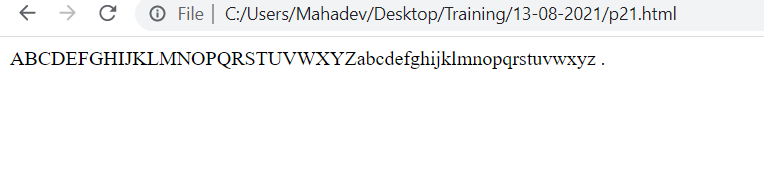 File | C:/Users/Mahadev/Desktop/Training/13-08-2021/p21.html
ABCDEFGHIJKLMNOPQRSTUVWXYZabcdefghijklmnopqrstuvwxyz .